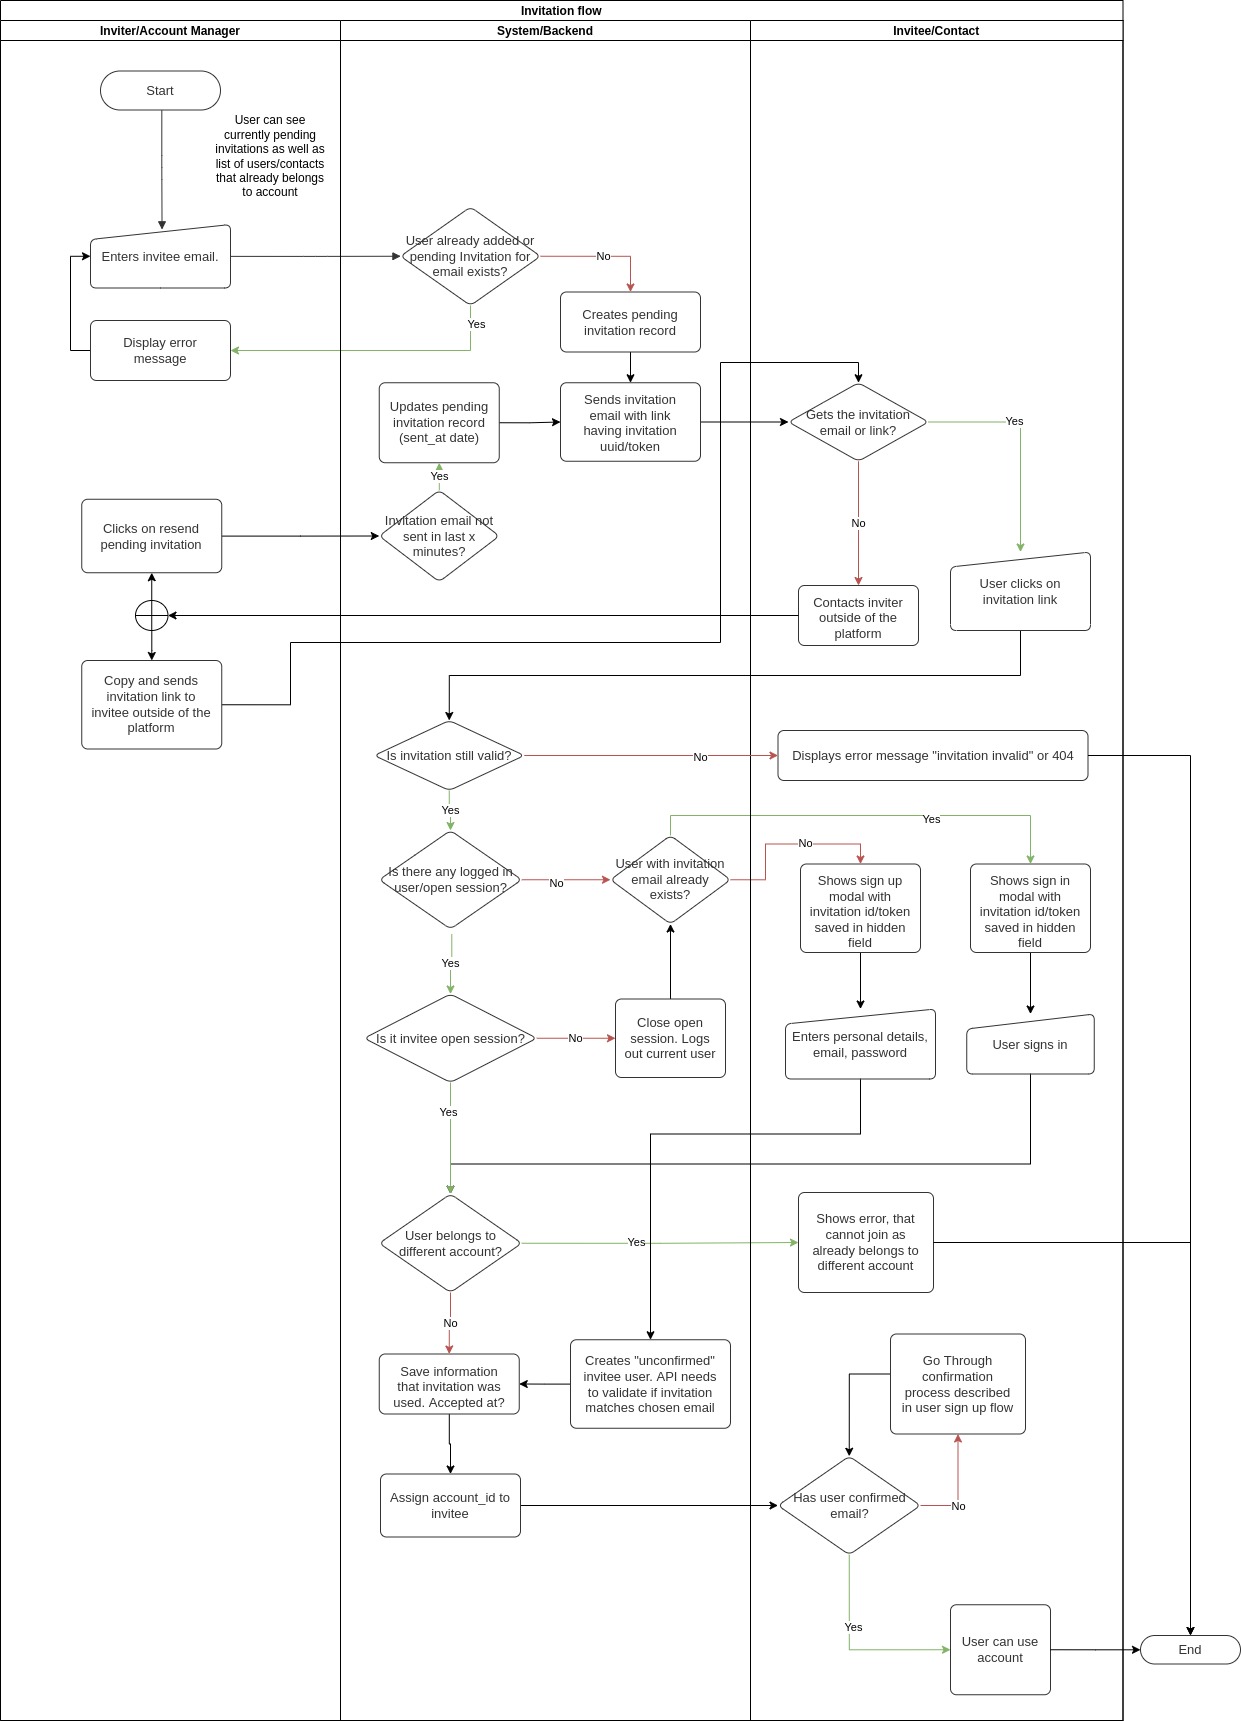 Invitation flow
Inviter/Account Manager
System/Backend
Invitee/Contact
Start
User can see
currently pending
invitations as well as
list of users/contacts
that already belongs
to account
Enters invitee email.
User already added or
pending Invitation for
email exists?
No
Yes
Creates pending
invitation record
Display error
message
Updates pending
invitation record
(sent_at date)
Sends invitation
email with link
having invitation
uuid/token
Gets the invitation
email or link?
Yes
Yes
No
Clicks on resend
pending invitation
Invitation email not
sent in last x
minutes?
User clicks on
invitation link
Contacts inviter
outside of the
platform
Copy and sends
invitation link to
invitee outside of the
platform
Is invitation still valid?
No
Displays error message "invitation invalid" or 404
Yes
Yes
No
Is there any logged in
user/open session?
No
User with invitation
email already
exists?
Shows sign up
modal with
invitation id/token
saved in hidden
field
Shows sign in
modal with
invitation id/token
saved in hidden
field
Yes
Is it invitee open session?
No
Close open
session. Logs
out current user
Enters personal details,
email, password
User signs in
Yes
User belongs to
different account?
Yes
Shows error, that
cannot join as
already belongs to
different account
No
Save information
that invitation was
used. Accepted at?
Creates "unconfirmed"
invitee user. API needs
to validate if invitation
matches chosen email
Go Through
confirmation
process described
in user sign up flow
Assign account_id to
invitee
Has user confirmed
email?
No
Yes
User can use
account
End